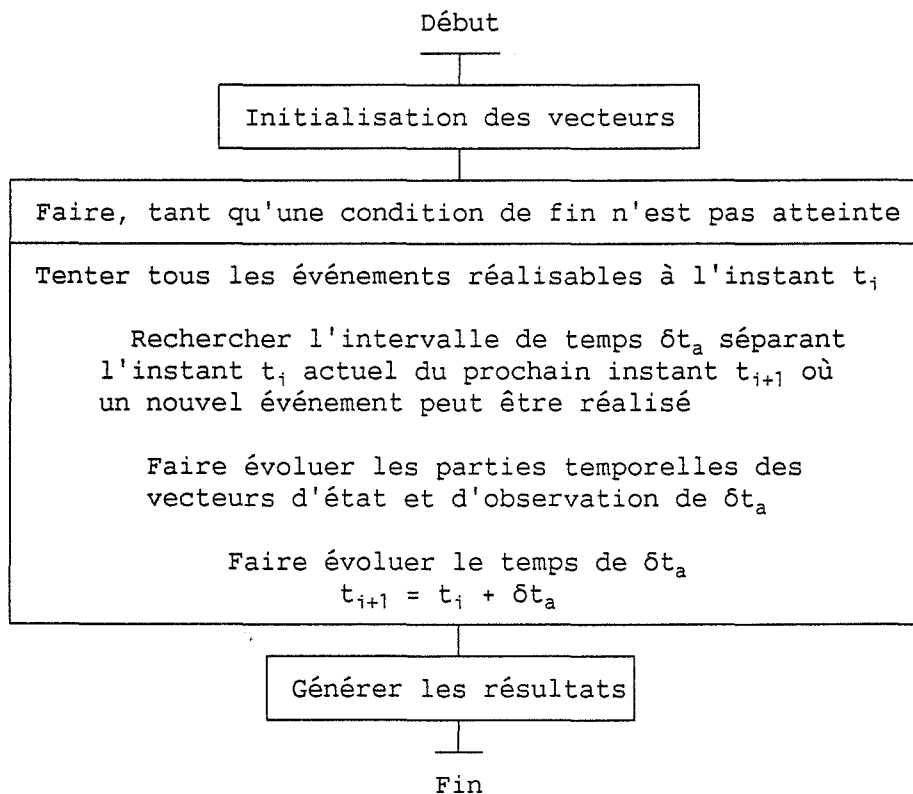 Début
Initialisation des vecteurs
Faire, tant qu'une condition de fin n'est pas atteinte
Tenter tous les événements réalisables à l'instant tᵢ
Rechercher l'intervalle de temps δtₐ séparant
l'instant tᵢ actuel du prochain instant tᵢ₊₁ où
un nouvel événement peut être réalisé
Faire évoluer les parties temporelles des
vecteurs d'état et d'observation de δtₐ
Faire évoluer le temps de δtₐ
tᵢ₊₁ = tᵢ + δtₐ
Générer les résultats
Fin